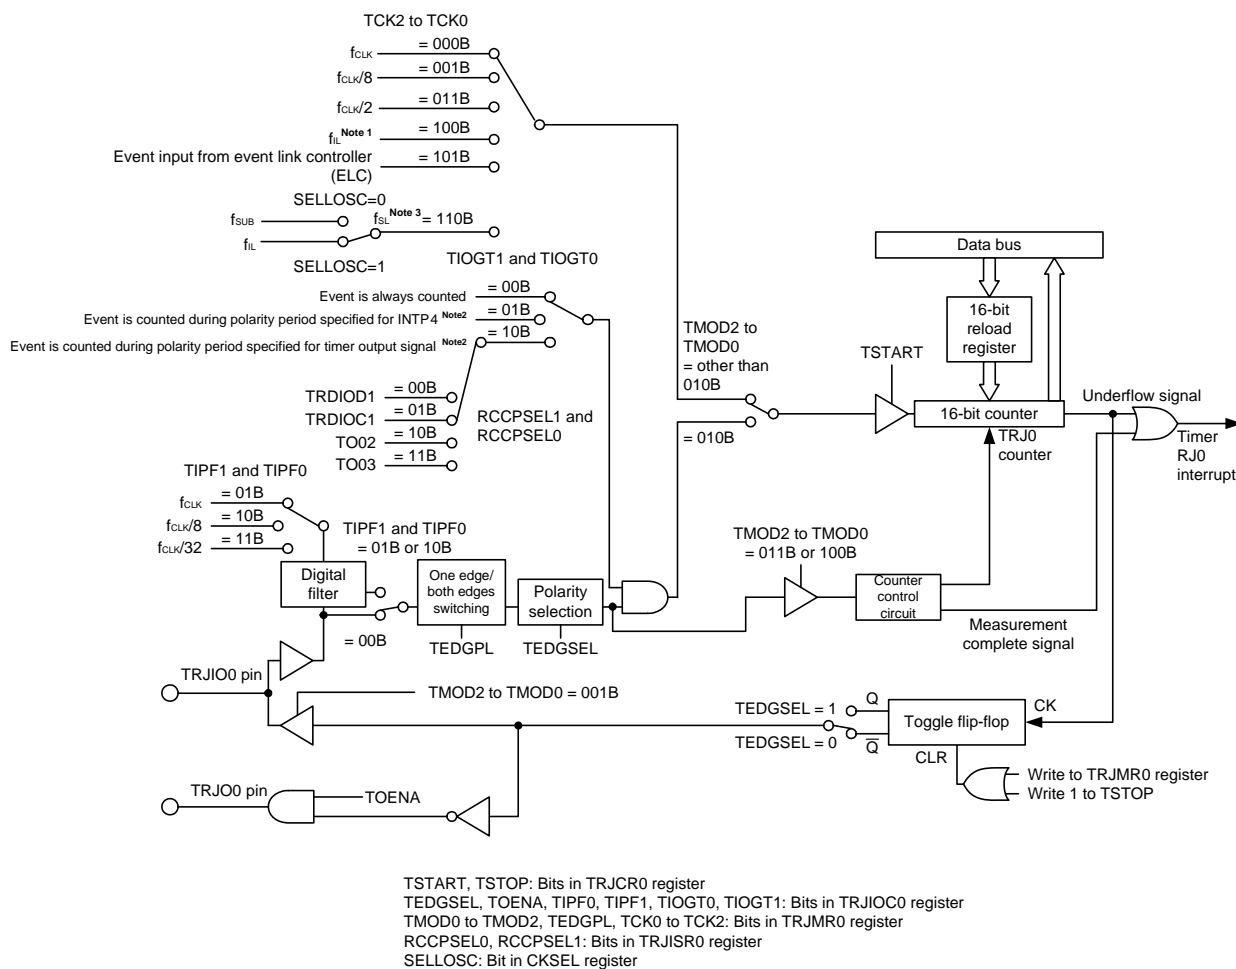 TCK2 to TCK0
fCLK = 000B
fCLK/8 = 001B
fCLK/2 = 011B
fIL Note 1 = 100B
Event input from event link controller = 101B
(ELC)
SELLOSC=0
fSUB
fSL Note 3 = 110B
fIL
SELLOSC=1
TIOGT1 and TIOGT0
Event is always counted = 00B
Event is counted during polarity period specified for INTP4 Note2 = 01B
Event is counted during polarity period specified for timer output signal Note2 = 10B
TRDIOD1 = 00B
TRDIOC1 = 01B
TO02 = 10B
TO03 = 11B
RCCPSEL1 and
RCCPSEL0
TMOD2 to
TMOD0
= other than
010B
= 010B
Data bus
16-bit
reload
register
TSTART
16-bit counter
TRJ0
counter
Underflow signal
Timer
RJ0
interrupt
TIPF1 and TIPF0
fCLK = 01B
fCLK/8 = 10B
fCLK/32 = 11B
Digital
filter
TIPF1 and TIPF0
= 01B or 10B
= 00B
One edge/
both edges
switching
TEDGPL
Polarity
selection
TEDGSEL
TMOD2 to TMOD0
= 011B or 100B
Counter
control
circuit
Measurement
complete signal
TRJIO0 pin
TMOD2 to TMOD0 = 001B
TEDGSEL = 1
Q
TEDGSEL = 0
Q̅
Toggle flip-flop
CK
CLR
Write to TRJMR0 register
Write 1 to TSTOP
TRJO0 pin
TOENA
TSTART, TSTOP: Bits in TRJCR0 register
TEDGSEL, TOENA, TIPF0, TIPF1, TIOGT0, TIOGT1: Bits in TRJIOC0 register
TMOD0 to TMOD2, TEDGPL, TCK0 to TCK2: Bits in TRJMR0 register
RCCPSEL0, RCCPSEL1: Bits in TRJISR0 register
SELLOSC: Bit in CKSEL register